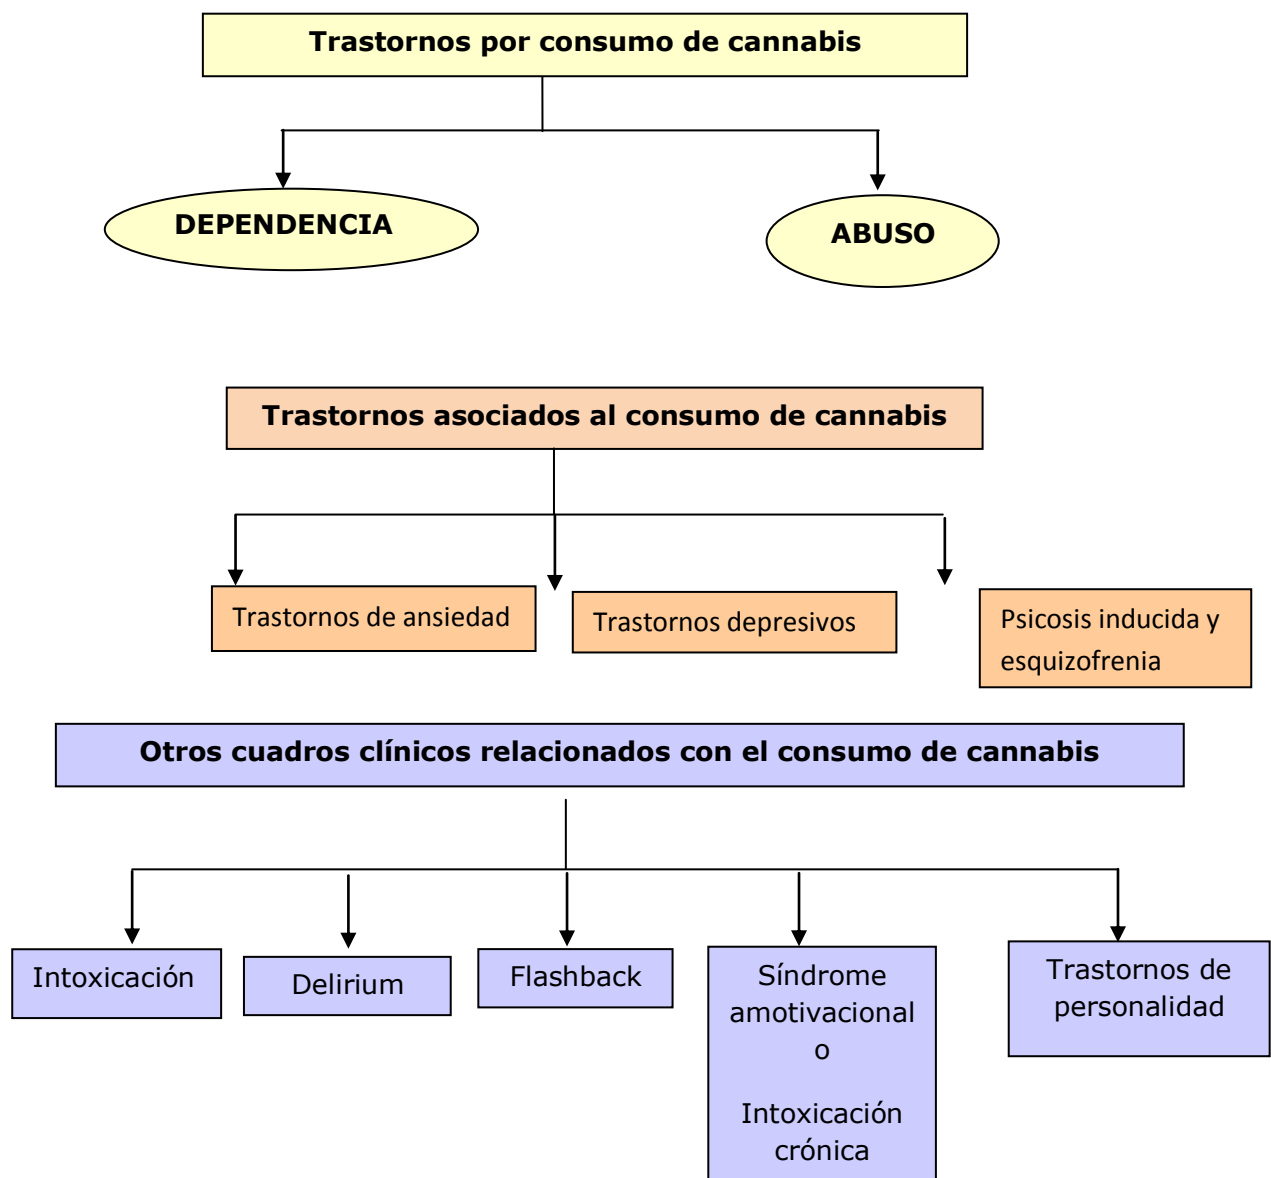 Trastornos por consumo de cannabis
DEPENDENCIA
ABUSO
Trastornos asociados al consumo de cannabis
Trastornos de ansiedad
Trastornos depresivos
Psicosis inducida y
esquizofrenia
Otros cuadros clínicos relacionados con el consumo de cannabis
Intoxicación
Delirium
Flashback
Síndrome
amotivacional
o
Intoxicación
crónica
Trastornos de
personalidad